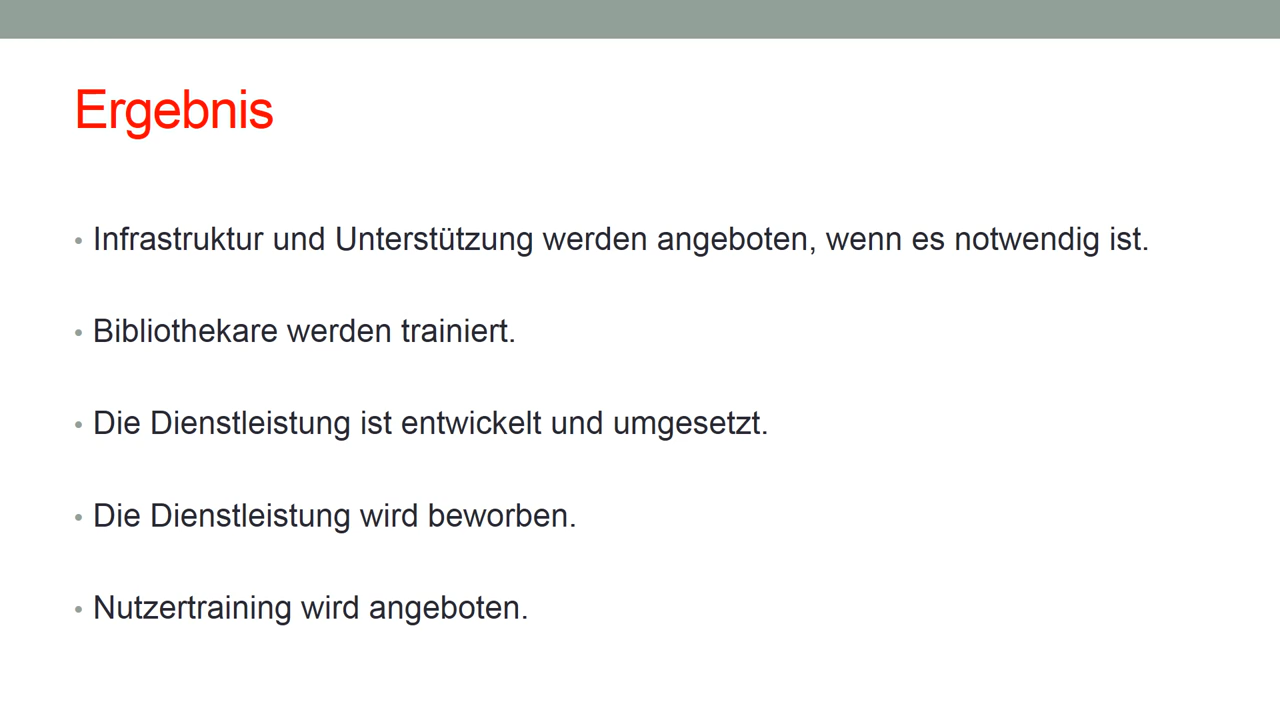 Ergebnis
• Infrastruktur und Unterstützung werden angeboten, wenn es notwendig ist.
• Bibliothekare werden trainiert.
• Die Dienstleistung ist entwickelt und umgesetzt.
• Die Dienstleistung wird beworben.
• Nutzertraining wird angeboten.